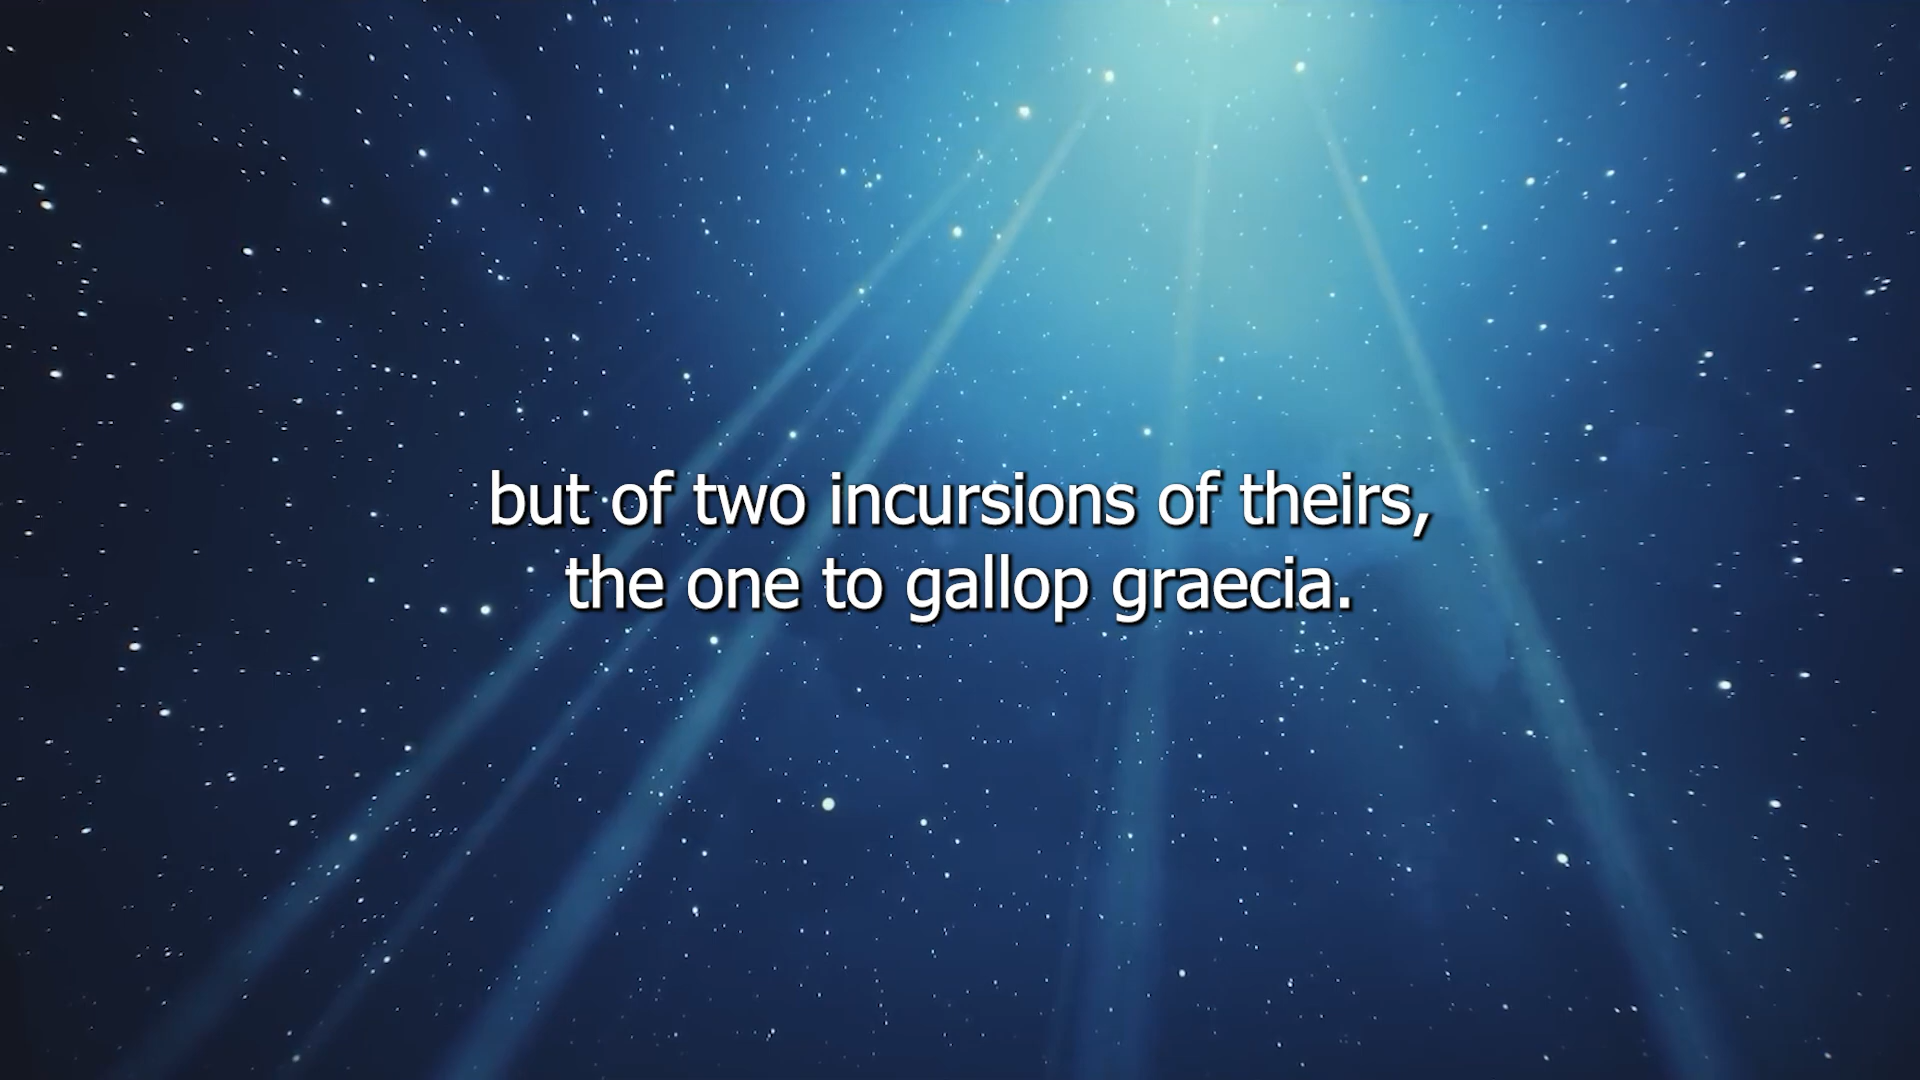 but of two incursions of theirs,
the one to gallop graecia.